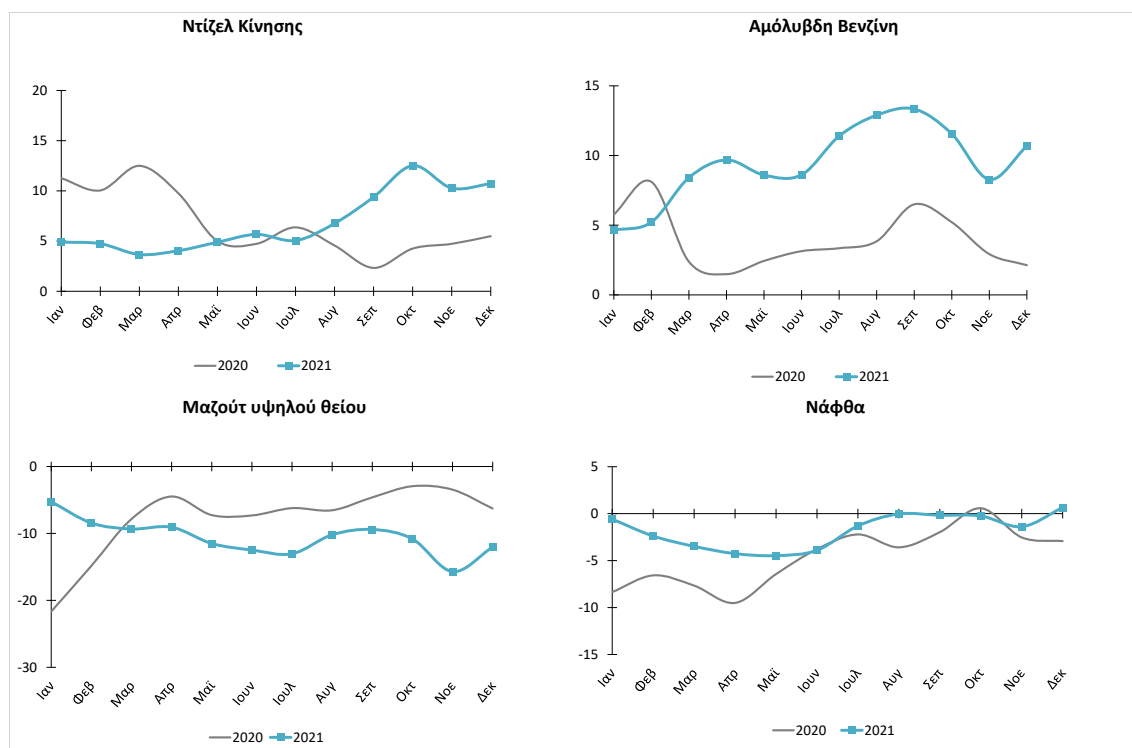 Ντίζελ Κίνησης
20
15
10
5
0
Ιαν
Φεβ
Μαρ
Απρ
Μαϊ
Ιουν
Ιουλ
Αυγ
Σεπ
Οκτ
Νοε
Δεκ
2020
2021
Αμόλυβδη Βενζίνη
15
10
5
0
Ιαν
Φεβ
Μαρ
Απρ
Μαϊ
Ιουν
Ιουλ
Αυγ
Σεπ
Οκτ
Νοε
Δεκ
2020
2021
Μαζούτ υψηλού θείου
0
-10
-20
-30
Ιαν
Φεβ
Μαρ
Απρ
Μαϊ
Ιουν
Ιουλ
Αυγ
Σεπ
Οκτ
Νοε
Δεκ
2020
2021
Νάφθα
5
0
-5
-10
-15
Ιαν
Φεβ
Μαρ
Απρ
Μαϊ
Ιουν
Ιουλ
Αυγ
Σεπ
Οκτ
Νοε
Δεκ
2020
2021